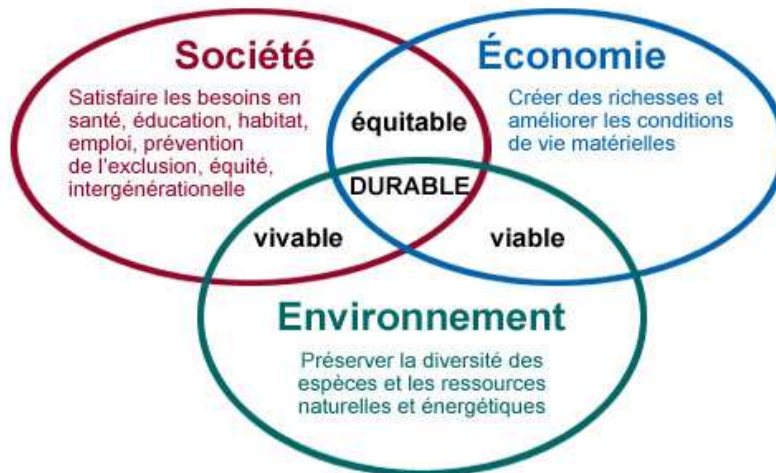 Société
Satisfaire les besoins en
santé, éducation, habitat,
emploi, prévention
de l'exclusion, équité,
intergénérationelle
équitable
Économie
Créer des richesses et
améliorer les conditions
de vie matérielles
DURABLE
vivable
viable
Environnement
Préserver la diversité des
espèces et les ressources
naturelles et énergétiques